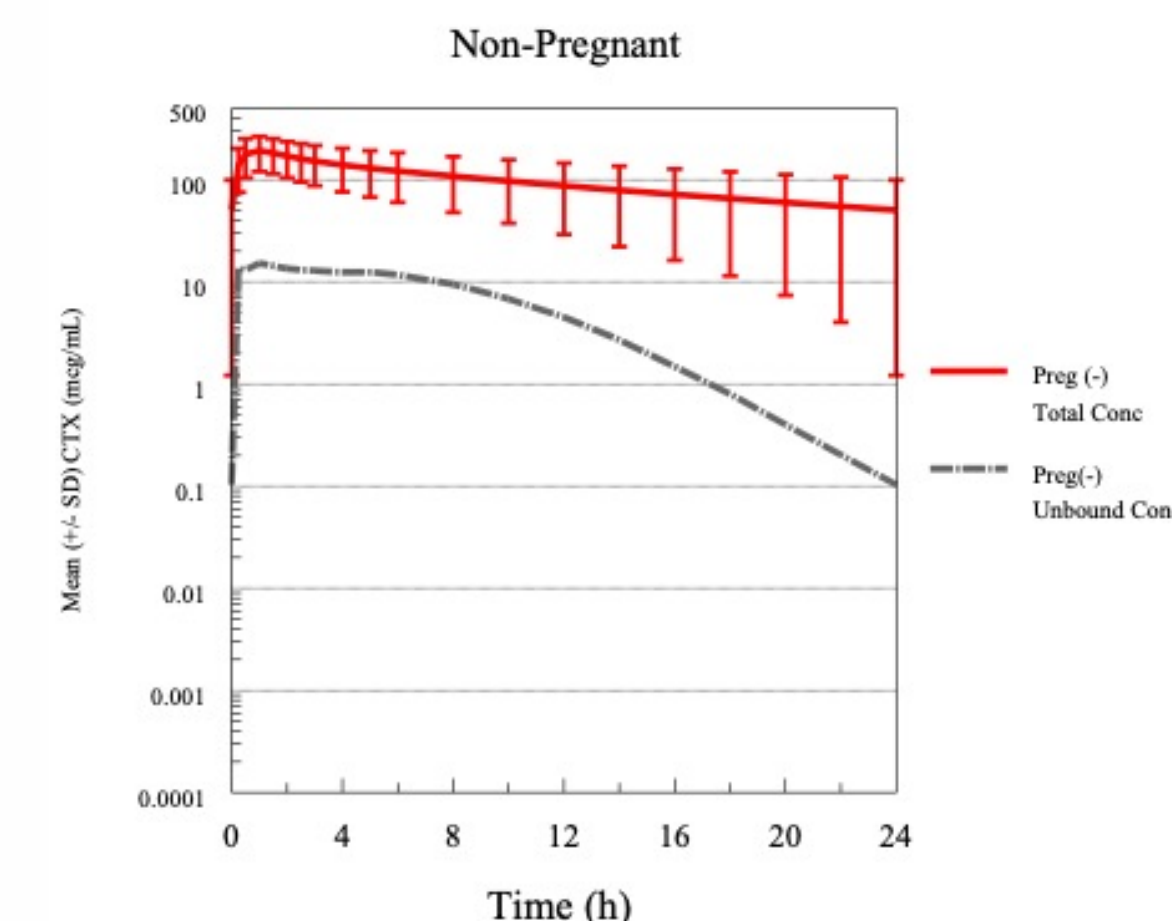 Non-Pregnant
500
100
10
1
0.1
0.01
0.001
0.0001
Mean (+/- SD) CTX (mcg/mL)
0 4 8 12 16 20 24
Time (h)
Preg (-)
Total Conc
Preg(-)
Unbound Con